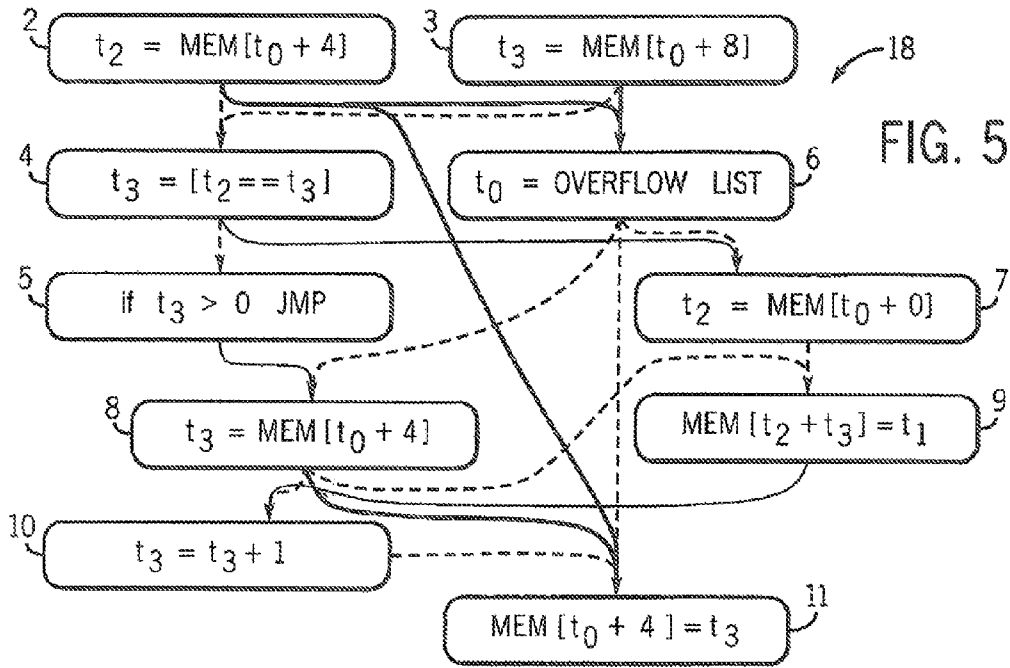 2
t2 = MEM[t0 + 4]
3
t3 = MEM[t0 + 8]
18
FIG. 5
4
t3 = [t2 == t3]
6
t0 = OVERFLOW LIST
5
if t3 > 0 JMP
7
t2 = MEM[t0 + 0]
8
t3 = MEM[t0 + 4]
9
MEM [t2 + t3] = t1
10
t3 = t3 + 1
11
MEM [t0 + 4] = t3